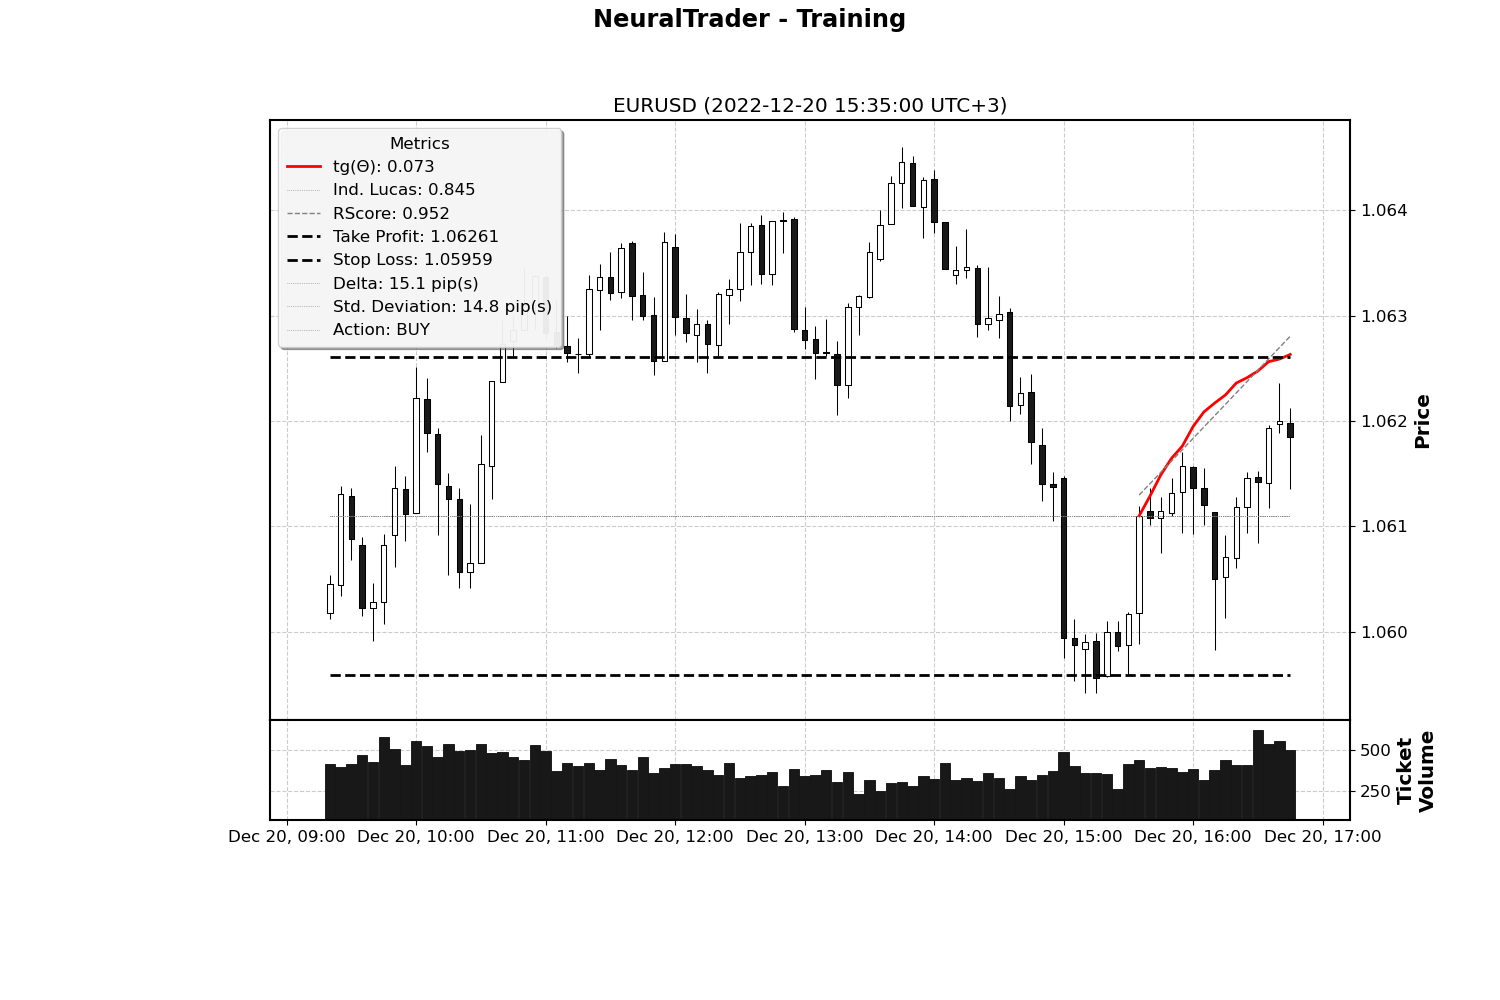 NeuralTrader - Training
EURUSD (2022-12-20 15:35:00 UTC+3)
Metrics
tg(Θ): 0.073
Ind. Lucas: 0.845
RScore: 0.952
Take Profit: 1.06261
Stop Loss: 1.05959
Delta: 15.1 pip(s)
Std. Deviation: 14.8 pip(s)
Action: BUY
1.064
1.063
1.062
1.061
1.060
Price
500
250
Ticket
Volume
Dec 20, 09:00
Dec 20, 10:00
Dec 20, 11:00
Dec 20, 12:00
Dec 20, 13:00
Dec 20, 14:00
Dec 20, 15:00
Dec 20, 16:00
Dec 20, 17:00